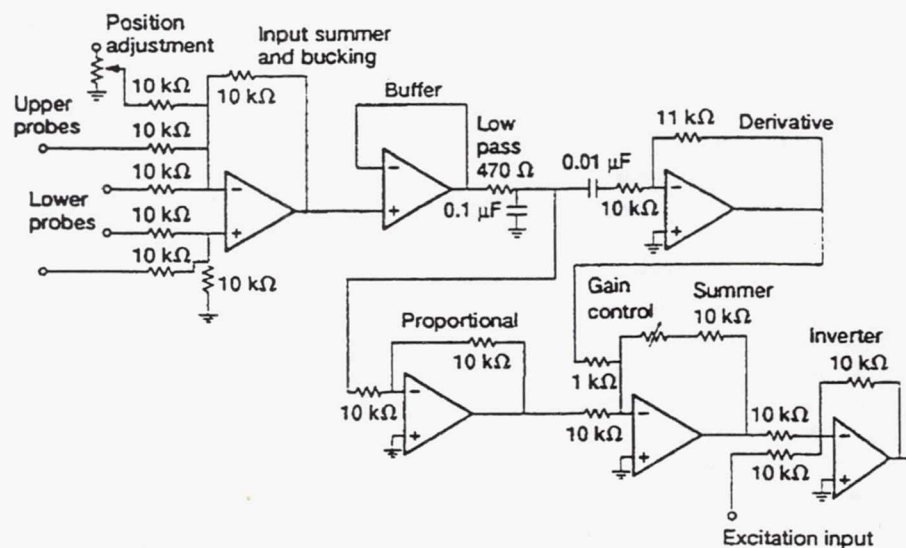 Position
adjustment
Input summer
and bucking
10 kΩ
10 kΩ
Upper
probes
10 kΩ
10 kΩ
Lower
probes
10 kΩ
10 kΩ
10 kΩ
−
+
Buffer
−
+
Low
pass
470 Ω
0.1 µF
0.01 µF
10 kΩ
11 kΩ
Derivative
−
+
Proportional
10 kΩ
10 kΩ
−
+
Gain
control
Summer
10 kΩ
1 kΩ
10 kΩ
−
+
Inverter
10 kΩ
10 kΩ
10 kΩ
−
+
Excitation input